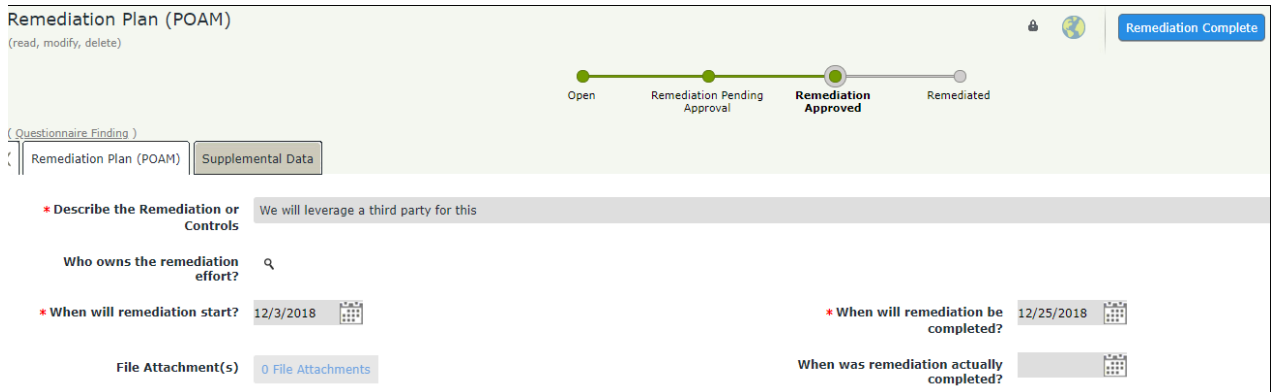 Remediation Plan (POAM)
(read, modify, delete)
Remediation Complete
Open
Remediation Pending
Approval
Remediation
Approved
Remediated
( Questionnaire Finding )
Remediation Plan (POAM)
Supplemental Data
* Describe the Remediation or
Controls
We will leverage a third party for this
Who owns the remediation
effort?
* When will remediation start?
12/3/2018
* When will remediation be
completed?
12/25/2018
File Attachment(s)
0 File Attachments
When was remediation actually
completed?